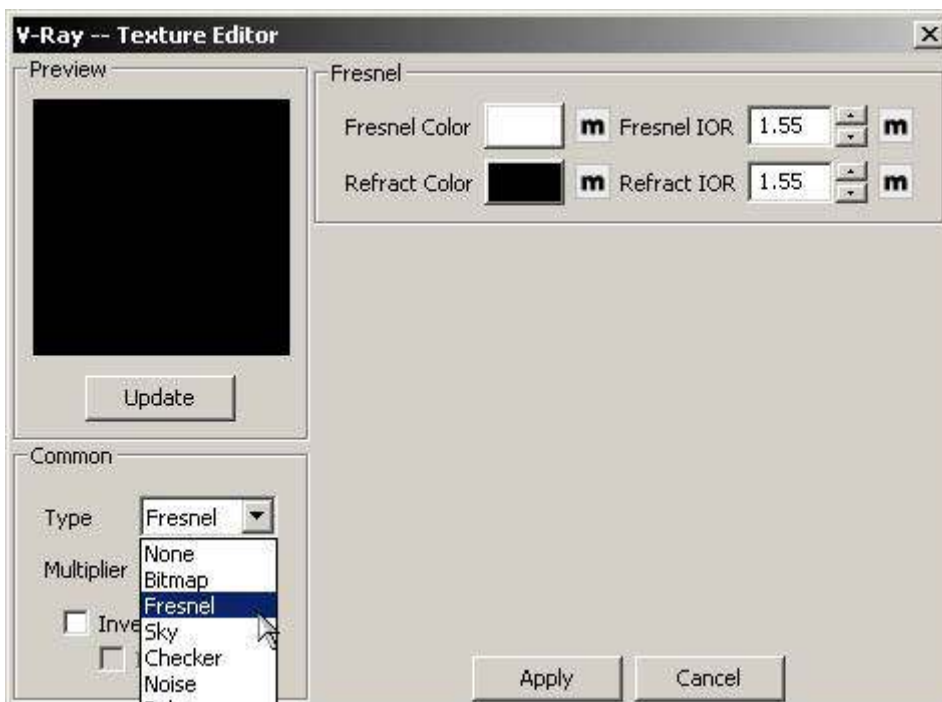 V-Ray -- Texture Editor
Preview
Update
Fresnel
Fresnel Color m Fresnel IOR 1.55 m
Refract Color m Refract IOR 1.55 m
Common
Type Fresnel
None
Multiplier
Bitmap
Fresnel
Inve
Sky
Checker
Noise
Apply Cancel